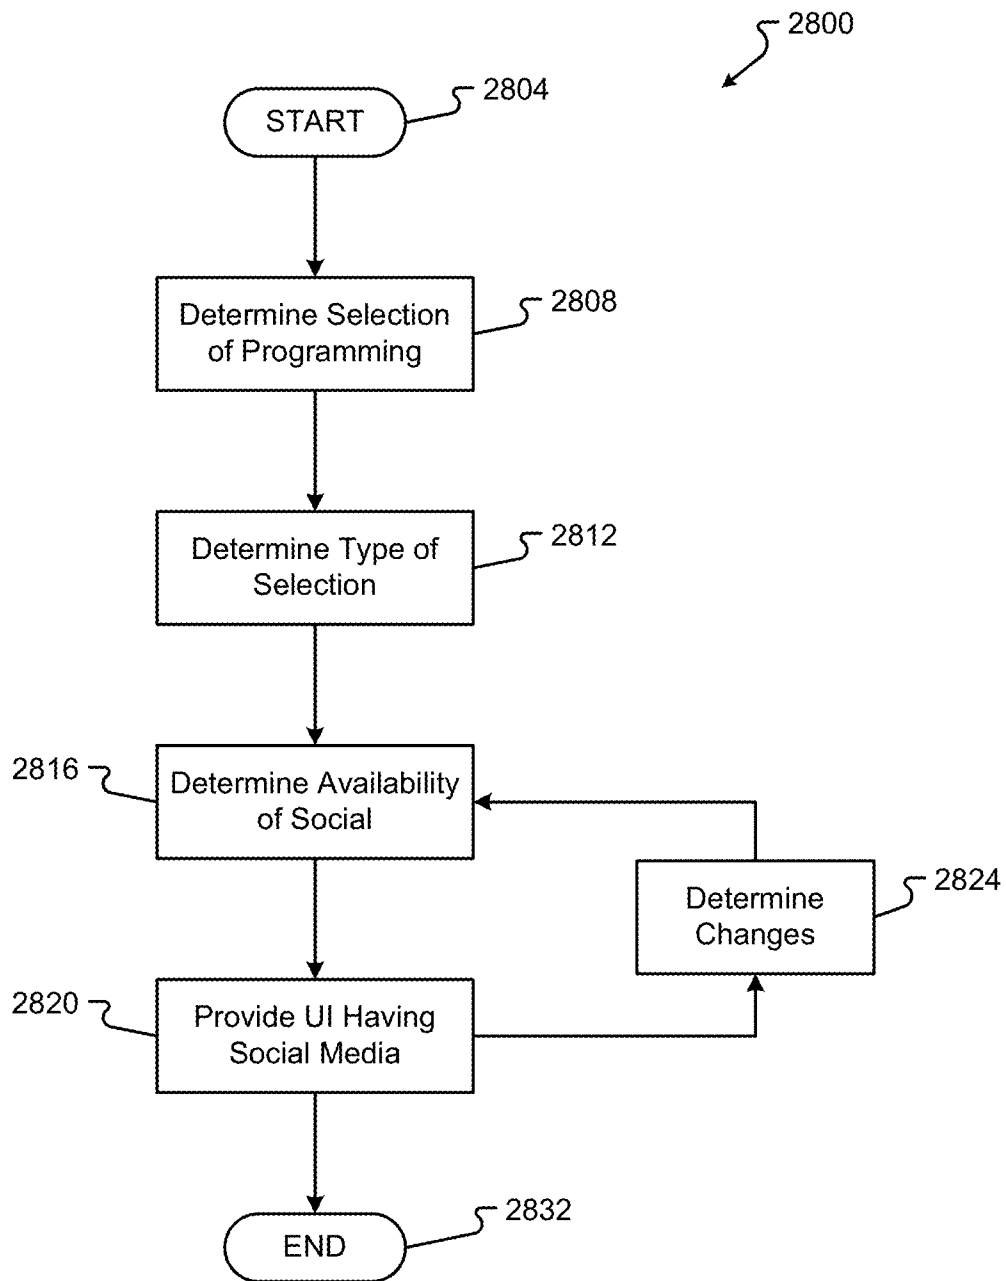 2800
START
2804
Determine Selection
of Programming
2808
Determine Type of
Selection
2812
2816
Determine Availability
of Social
Determine
Changes
2824
2820
Provide UI Having
Social Media
END
2832